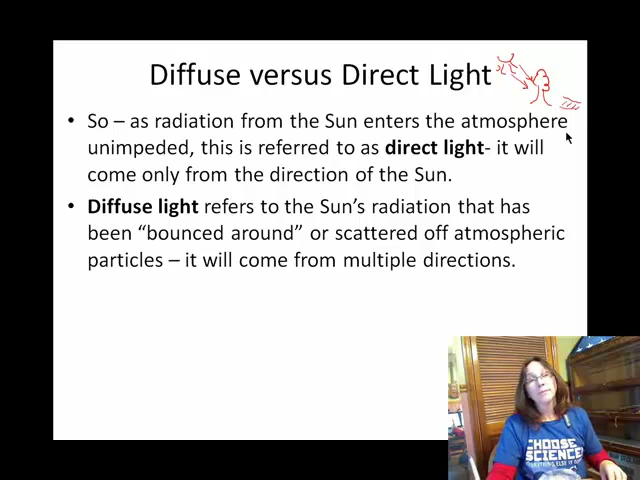 Diffuse versus Direct Light
• So – as radiation from the Sun enters the atmosphere
unimpeded, this is referred to as direct light- it will
come only from the direction of the Sun.
• Diffuse light refers to the Sun’s radiation that has
been “bounced around” or scattered off atmospheric
particles – it will come from multiple directions.
CHOOSE
SCIENCE